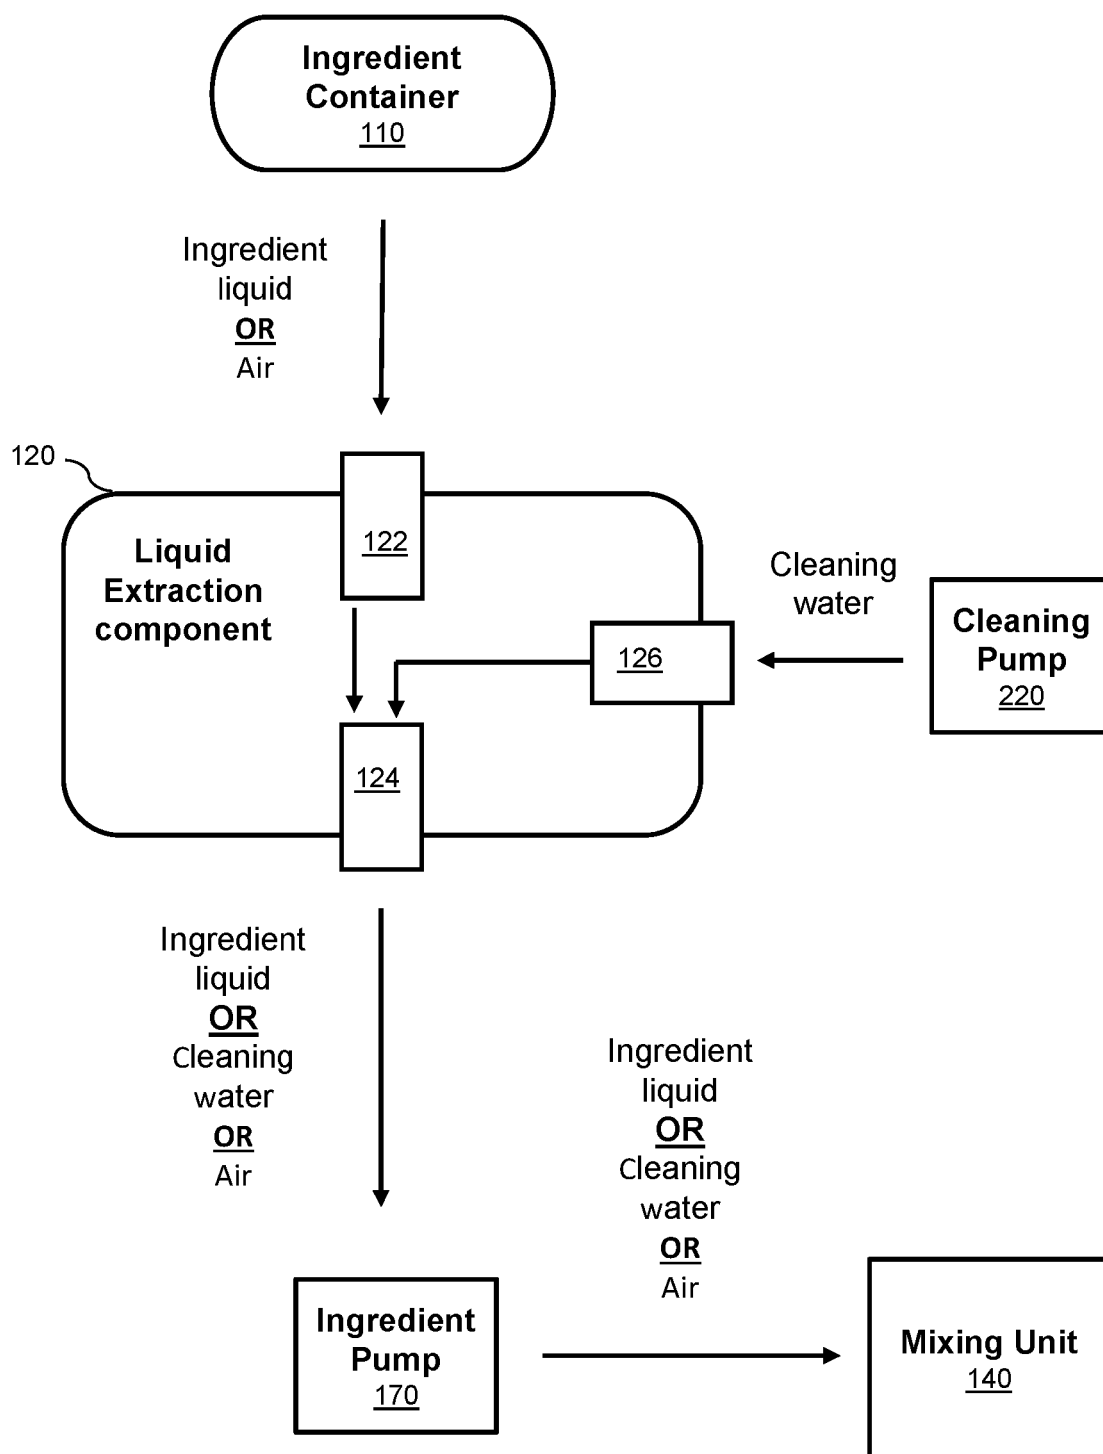 Ingredient
Container
110
Ingredient
liquid
OR
Air
120
Liquid
Extraction
component
122
Cleaning
water
126
Cleaning
Pump
220
124
Ingredient
liquid
OR
Cleaning
water
OR
Air
Ingredient
liquid
OR
Cleaning
water
OR
Air
Ingredient
Pump
170
Mixing Unit
140